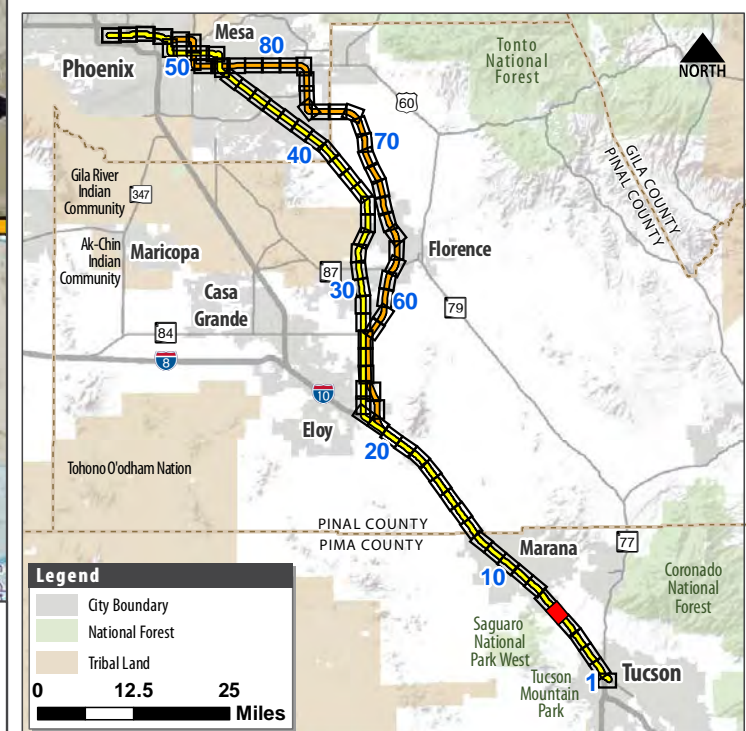 Mesa
80
Phoenix
50
Tonto
National
Forest
NORTH
60
70
40
GILA COUNTY
PINAL COUNTY
Gila River
Indian
Community
347
Ak-Chin
Indian
Community
Maricopa
Florence
87
Casa
Grande
30
60
79
84
8
10
Eloy
20
Tohono O'odham Nation
PINAL COUNTY
PIMA COUNTY
Marana
77
10
Coronado
National
Forest
Saguaro
National
Park West
Tucson
Mountain
Park
1
Tucson
Legend
City Boundary
National Forest
Tribal Land
0 12.5 25
Miles